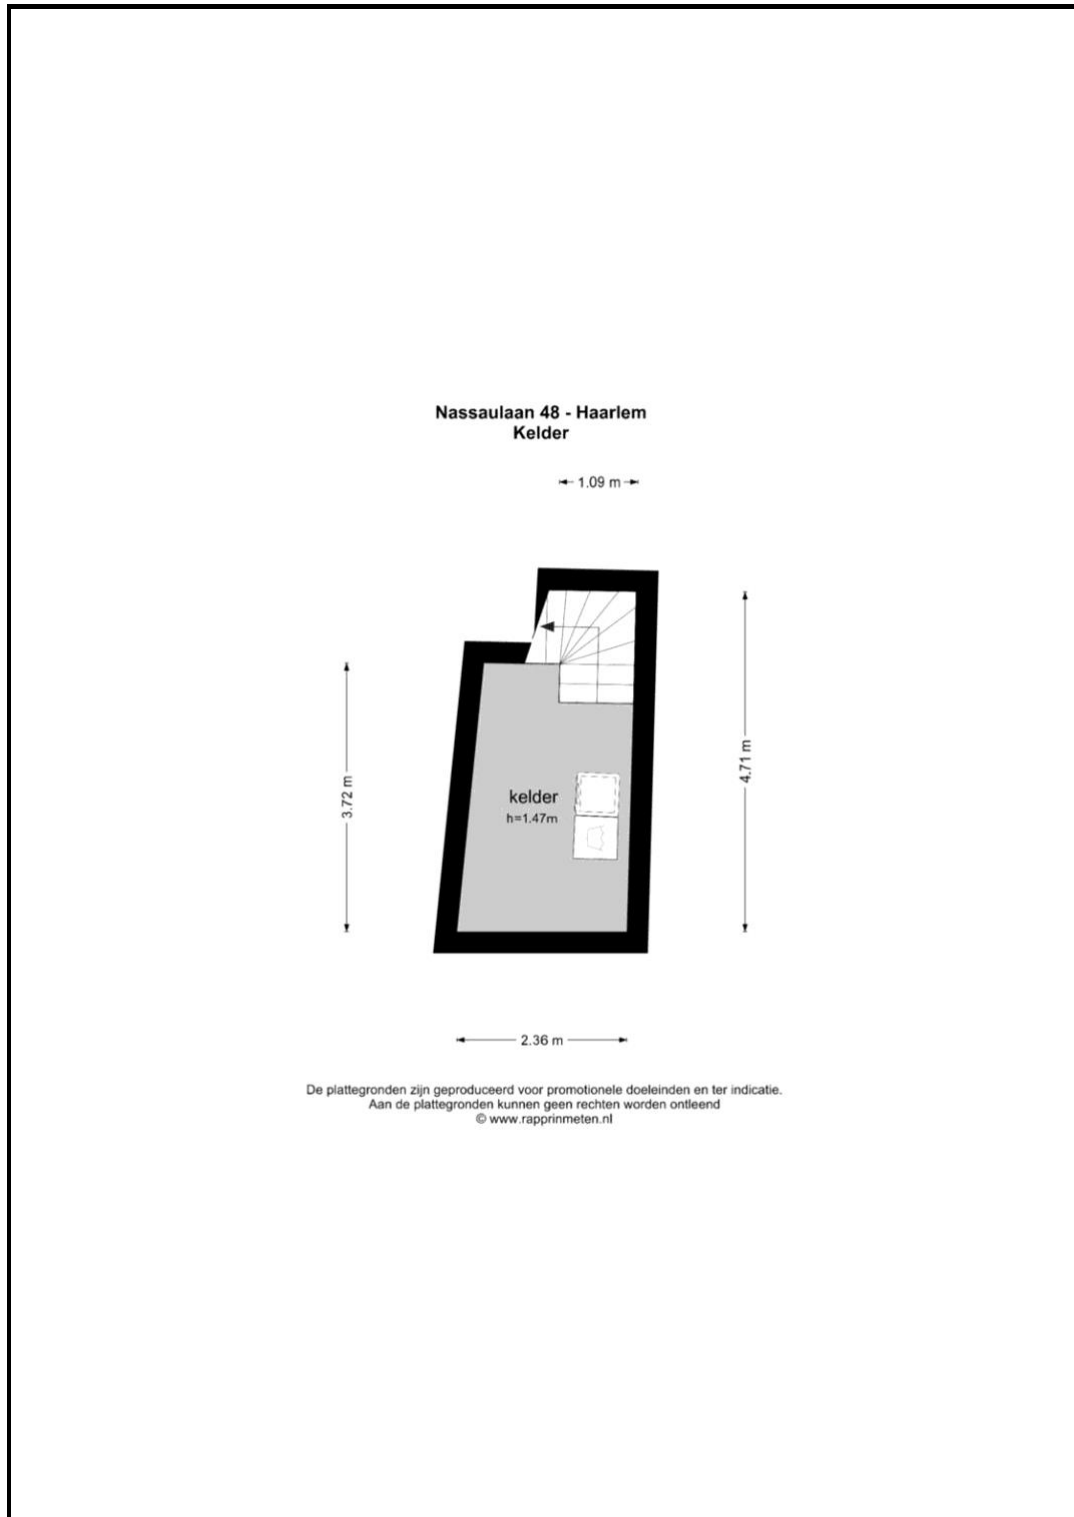 Nassaulaan 48 - Haarlem
Kelder
1.09 m
3.72 m
4.71 m
kelder
h=1.47m
2.36 m
De plattegronden zijn geproduceerd voor promotionele doeleinden en ter indicatie.
Aan de plattegronden kunnen geen rechten worden ontleend
© www.rapprinmeten.nl